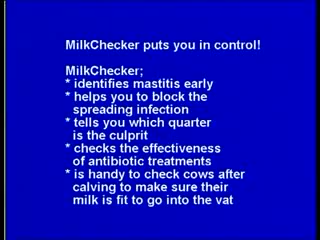 MilkChecker puts you in control!
MilkChecker;
* identifies mastitis early
* helps you to block the
spreading infection
* tells you which quarter
is the culprit
* checks the effectiveness
of antibiotic treatments
* is handy to check cows after
calving to make sure their
milk is fit to go into the vat